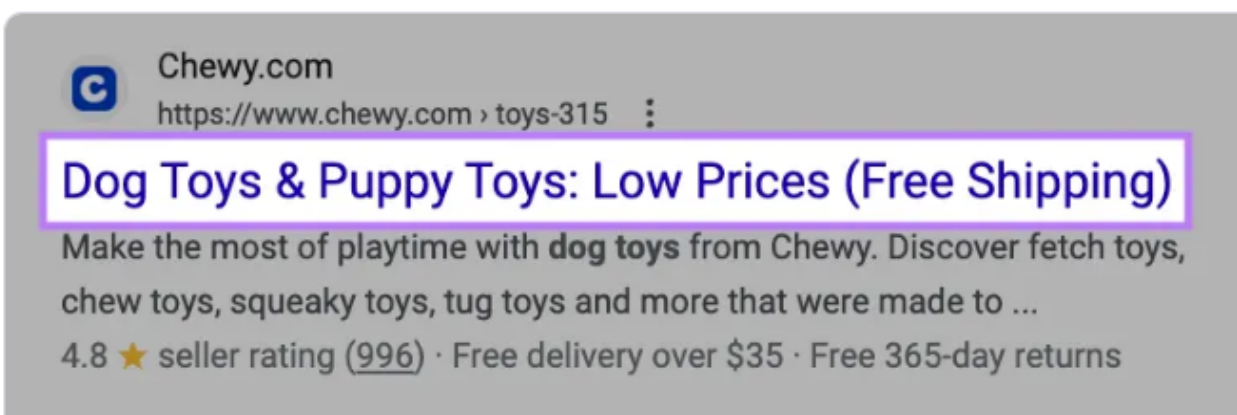 C
Chewy.com
https://www.chewy.com › toys-315
Dog Toys & Puppy Toys: Low Prices (Free Shipping)
Make the most of playtime with dog toys from Chewy. Discover fetch toys,
chew toys, squeaky toys, tug toys and more that were made to ...
4.8 ★ seller rating (996) · Free delivery over $35 · Free 365-day returns